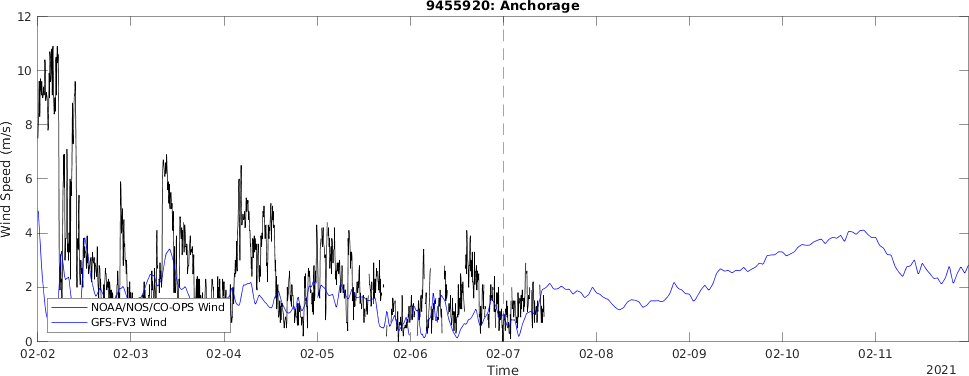 9455920: Anchorage
12
10
8
6
4
2
0
Wind Speed (m/s)
NOAA/NOS/CO-OPS Wind
GFS-FV3 Wind
02-02 02-03 02-04 02-05 02-06 02-07 02-08 02-09 02-10 02-11
Time
2021